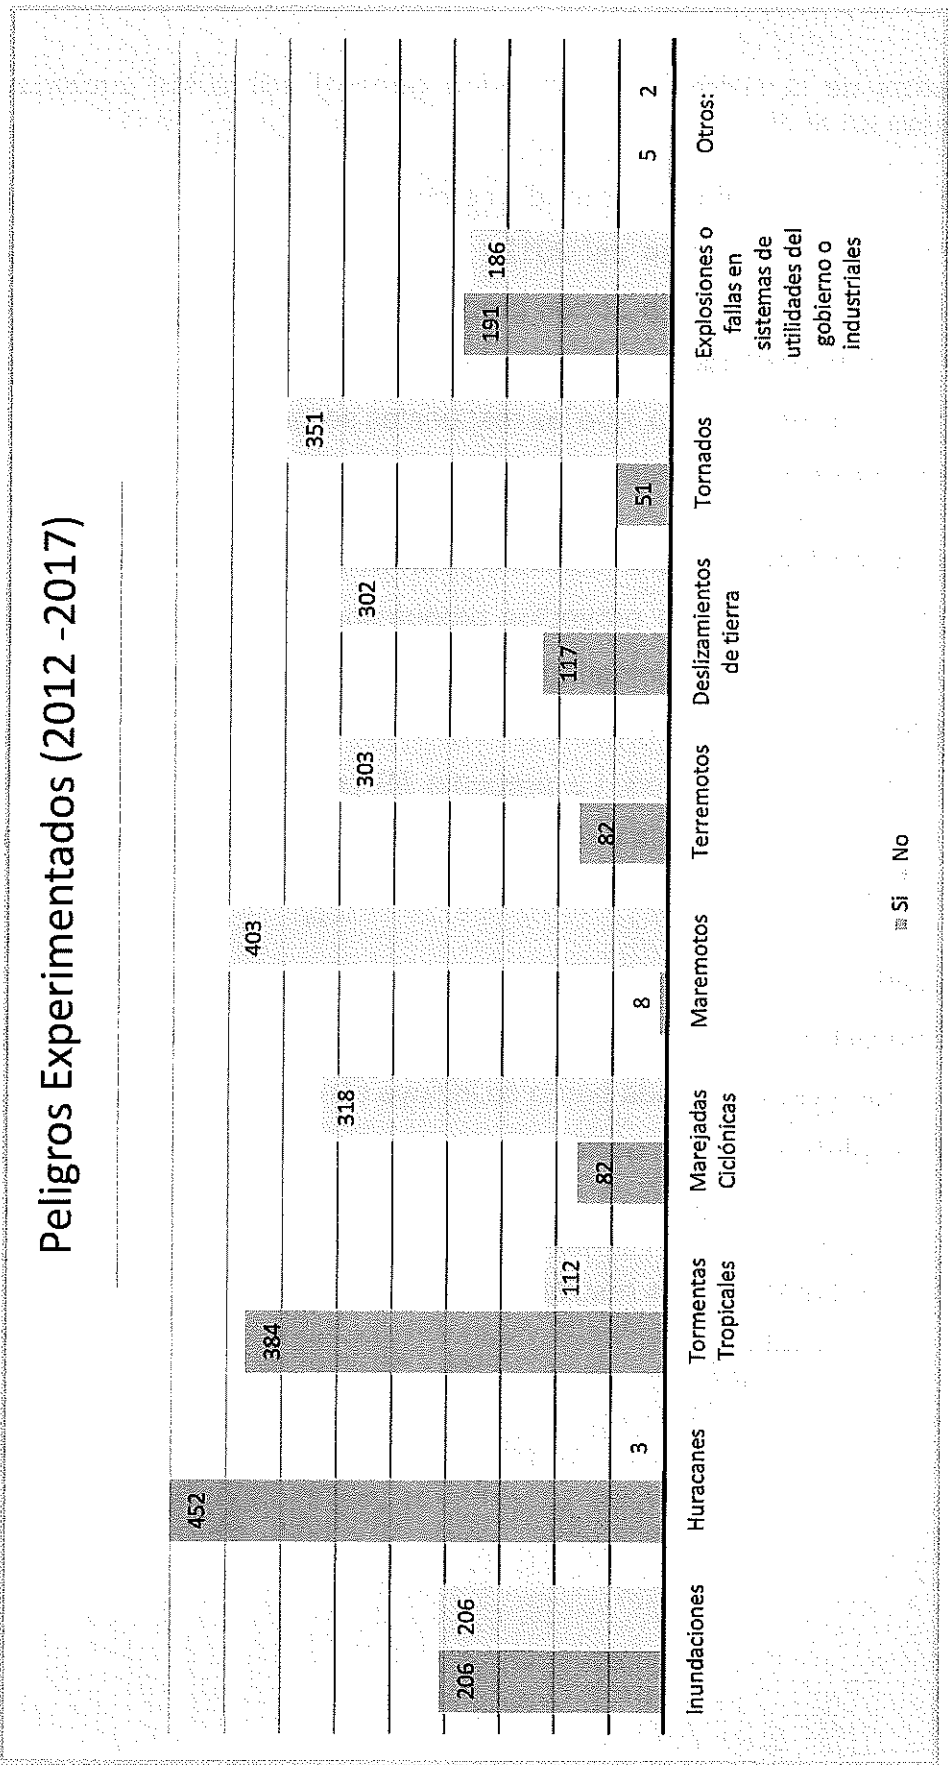 Peligros Experimentados (2012 -2017)
206
206
452
3
384
112
82
318
8
403
82
303
117
302
51
351
191
186
5
2
Inundaciones
Huracanes
Tormentas
Tropicales
Marejadas
Ciclónicas
Maremotos
Terremotos
Deslizamientos
de tierra
Tornados
Explosiones o
fallas en
sistemas de
utilidades del
gobierno o
industriales
Otros:
Si No